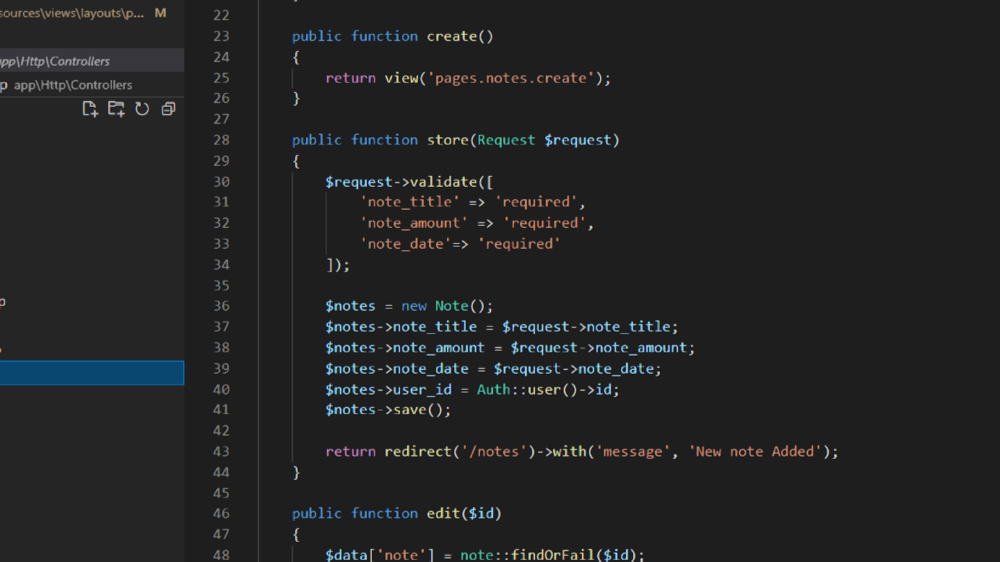 sources\views\layouts\p... M
app\Http\Controllers
p app\Http\Controllers
p
22
23 public function create()
24 {
25 return view('pages.notes.create');
26 }
27
28 public function store(Request $request)
29 {
30 $request->validate([
31 'note_title' => 'required',
32 'note_amount' => 'required',
33 'note_date'=> 'required'
34 ]);
35
36 $notes = new Note();
37 $notes->note_title = $request->note_title;
38 $notes->note_amount = $request->note_amount;
39 $notes->note_date = $request->note_date;
40 $notes->user_id = Auth::user()->id;
41 $notes->save();
42
43 return redirect('/notes')->with('message', 'New note Added');
44 }
45
46 public function edit($id)
47 {
48 $data['note'] = note::findOrFail($id);